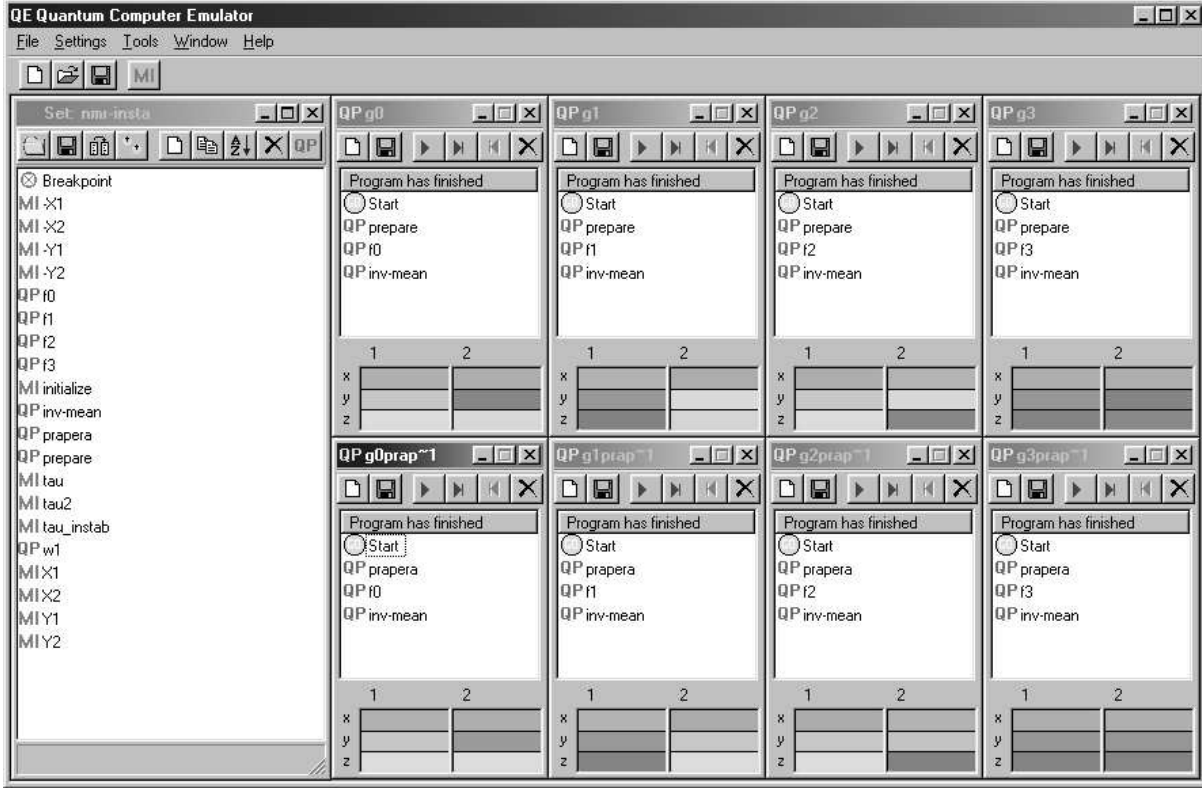 QE Quantum Computer Emulator
File Settings Tools Window Help
MI
Set: nmr-insta
QP
Breakpoint
MI -X1
MI -X2
MI -Y1
MI -Y2
QP f0
QP f1
QP f2
QP f3
MI initialize
QP inv-mean
QP prapera
QP prepare
MI tau
MI tau2
MI tau_instab
QP w1
MI X1
MI X2
MI Y1
MI Y2
QP g0
Program has finished
Start
QP prepare
QP f0
QP inv-mean
1 2
x
y
z
QP g1
Program has finished
Start
QP prepare
QP f1
QP inv-mean
1 2
x
y
z
QP g2
Program has finished
Start
QP prepare
QP f2
QP inv-mean
1 2
x
y
z
QP g3
Program has finished
Start
QP prepare
QP f3
QP inv-mean
1 2
x
y
z
QP g0prap~1
Program has finished
Start
QP prapera
QP f0
QP inv-mean
1 2
x
y
z
QP g1prap~1
Program has finished
Start
QP prapera
QP f1
QP inv-mean
1 2
x
y
z
QP g2prap~1
Program has finished
Start
QP prapera
QP f2
QP inv-mean
1 2
x
y
z
QP g3prap~1
Program has finished
Start
QP prapera
QP f3
QP inv-mean
1 2
x
y
z